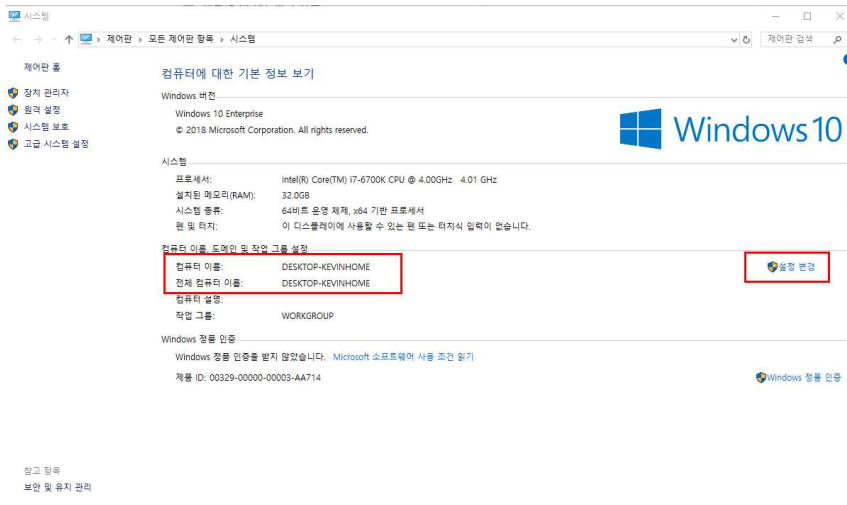 시스템
제어판 › 모든 제어판 항목 › 시스템
제어판 검색
제어판 홈
장치 관리자
원격 설정
시스템 보호
고급 시스템 설정
컴퓨터에 대한 기본 정보 보기
Windows 버전
Windows 10 Enterprise
© 2018 Microsoft Corporation. All rights reserved.
Windows 10
시스템
프로세서: Intel(R) Core(TM) i7-6700K CPU @ 4.00GHz 4.01 GHz
설치된 메모리(RAM): 32.0GB
시스템 종류: 64비트 운영 체제, x64 기반 프로세서
펜 및 터치: 이 디스플레이에 사용할 수 있는 펜 또는 터치식 입력이 없습니다.
컴퓨터 이름, 도메인 및 작업 그룹 설정
컴퓨터 이름: DESKTOP-KEVINHOME
설정 변경
전체 컴퓨터 이름: DESKTOP-KEVINHOME
컴퓨터 설명:
작업 그룹: WORKGROUP
Windows 정품 인증
Windows 정품 인증을 받지 않았습니다. Microsoft 소프트웨어 사용 조건 읽기
제품 ID: 00329-00000-00003-AA714
Windows 정품 인증
참고 항목
보안 및 유지 관리